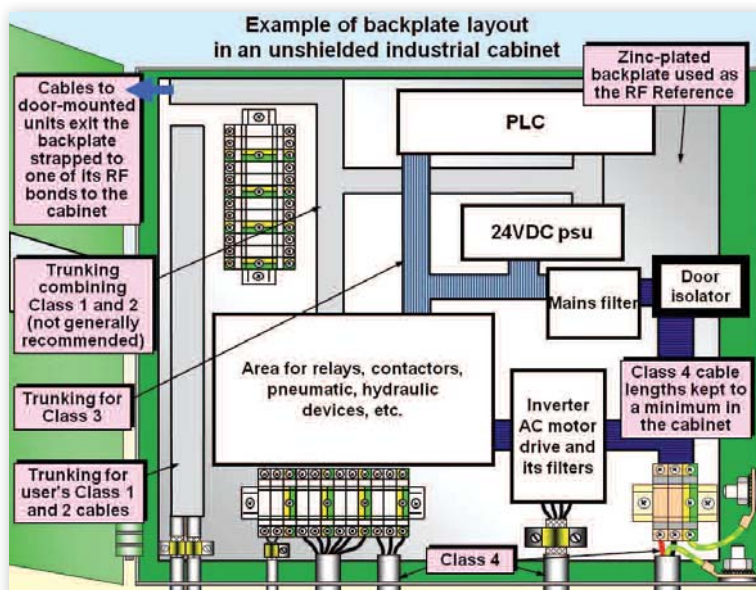 Example of backplate layout
in an unshielded industrial cabinet
Cables to
door-mounted
units exit the
backplate
strapped to
one of its RF
bonds to the
cabinet
Zinc-plated
backplate used as
the RF Reference
PLC
24VDC psu
Trunking
combining
Class 1 and 2
(not generally
recommended)
Mains filter
Door
isolator
Area for relays, contactors,
pneumatic, hydraulic
devices, etc.
Class 4 cable
lengths kept to
a minimum in
the cabinet
Trunking for
Class 3
Inverter
AC motor
drive and
its filters
Trunking for
user's Class 1
and 2 cables
Class 4